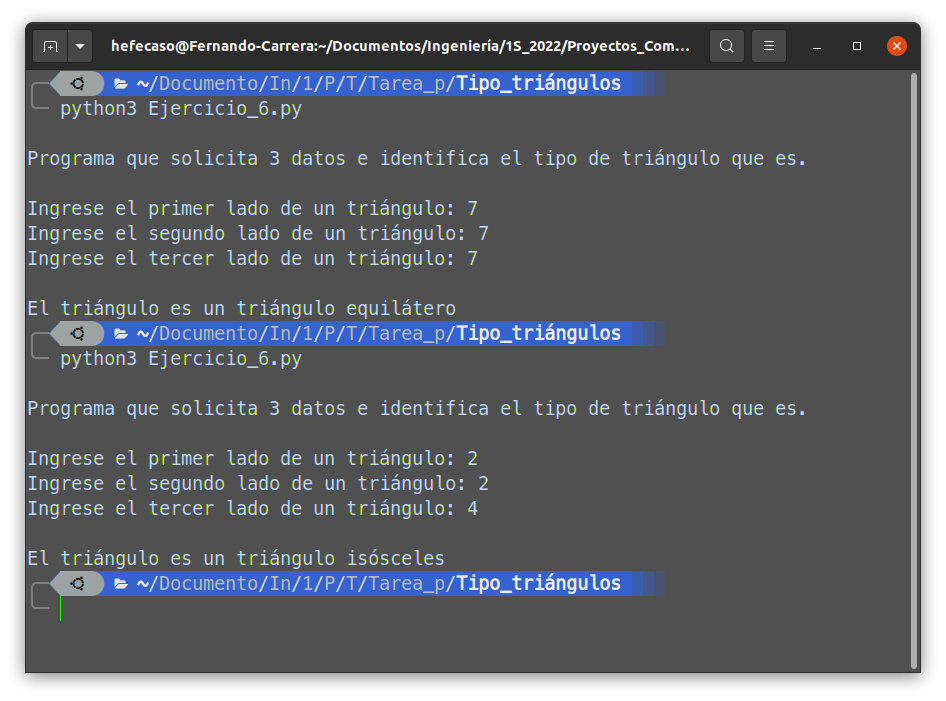 hefecaso@Fernando-Carrera:~/Documentos/Ingeniería/1S_2022/Proyectos_Com...
~/Documento/In/1/P/T/Tarea_p/Tipo_triángulos
python3 Ejercicio_6.py
Programa que solicita 3 datos e identifica el tipo de triángulo que es.
Ingrese el primer lado de un triángulo: 7
Ingrese el segundo lado de un triángulo: 7
Ingrese el tercer lado de un triángulo: 7
El triángulo es un triángulo equilátero
~/Documento/In/1/P/T/Tarea_p/Tipo_triángulos
python3 Ejercicio_6.py
Programa que solicita 3 datos e identifica el tipo de triángulo que es.
Ingrese el primer lado de un triángulo: 2
Ingrese el segundo lado de un triángulo: 2
Ingrese el tercer lado de un triángulo: 4
El triángulo es un triángulo isósceles
~/Documento/In/1/P/T/Tarea_p/Tipo_triángulos